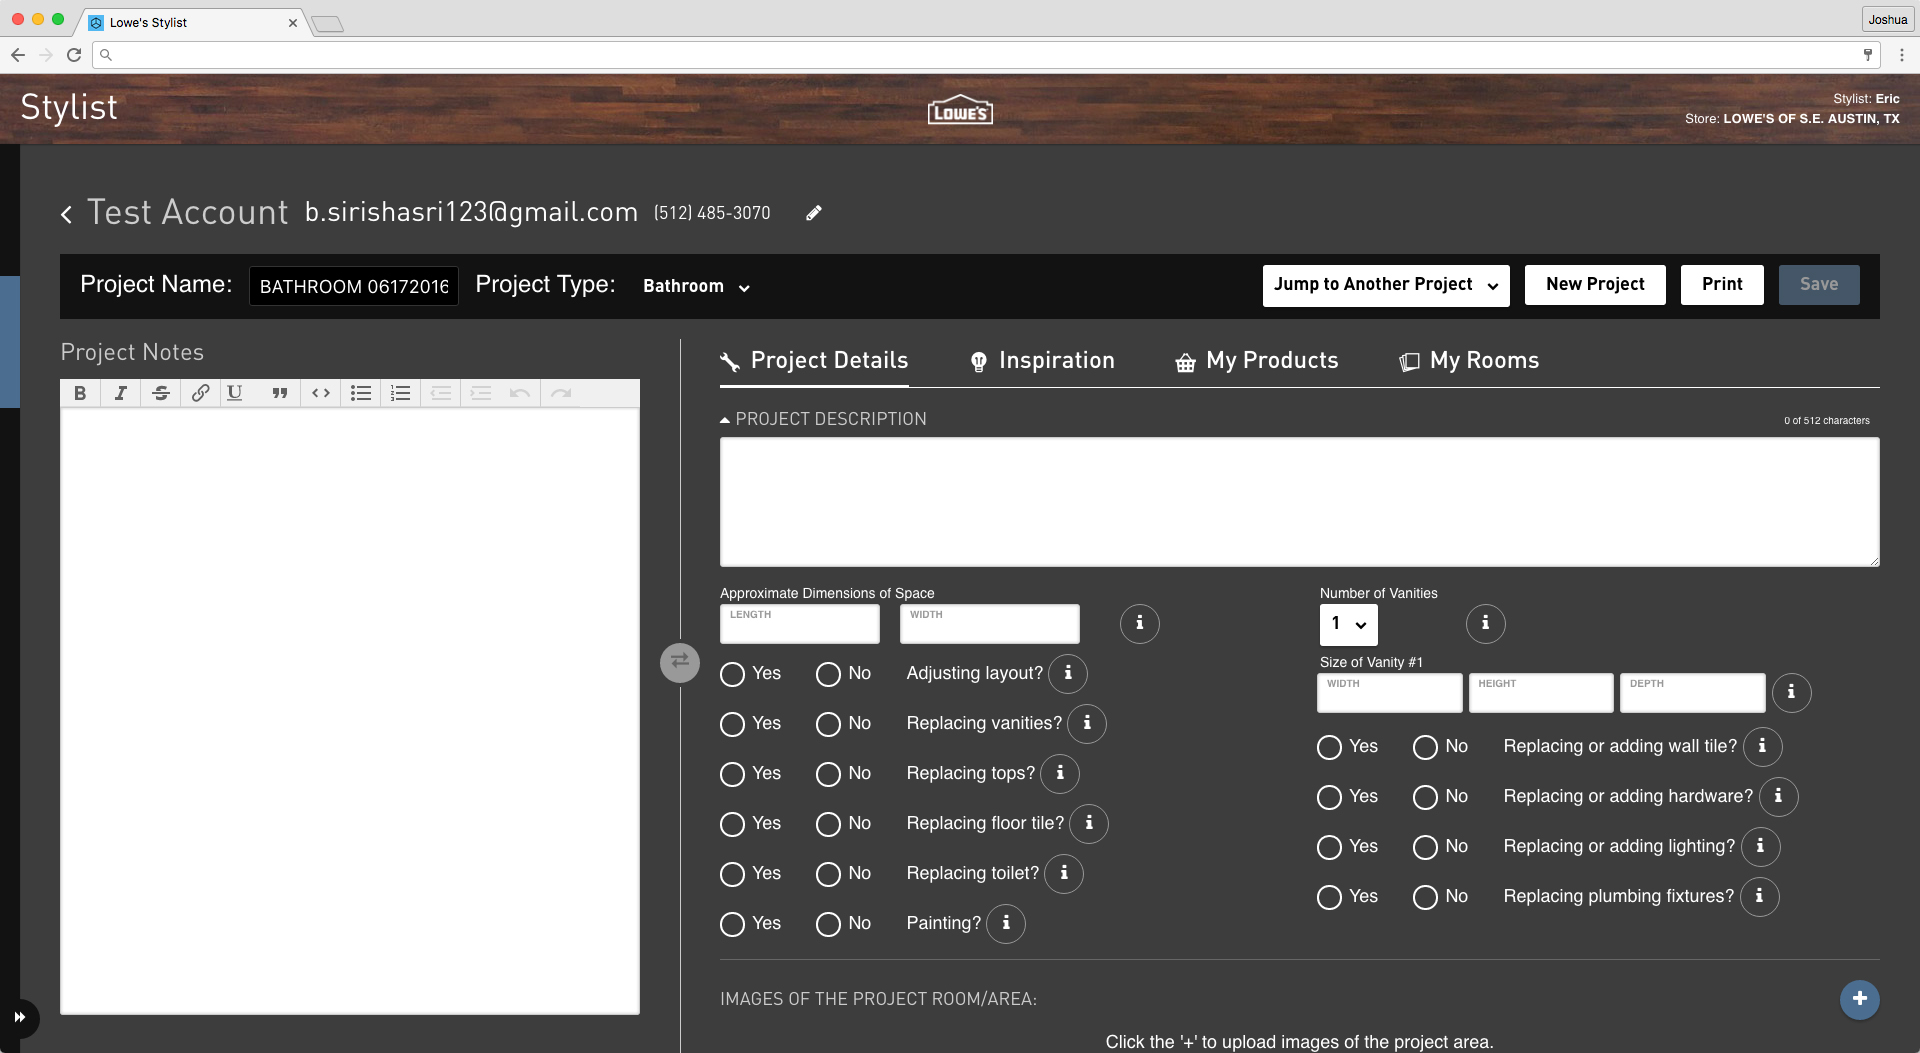 Lowe's Stylist
Joshua
Stylist
LOWE'S
Stylist: Eric
Store: LOWE'S OF S.E. AUSTIN, TX
Test Account b.sirishasri123@gmail.com (512) 485-3070
Project Name: BATHROOM 06172016 Project Type: Bathroom
Jump to Another Project New Project Print Save
Project Notes
Project Details Inspiration My Products My Rooms
PROJECT DESCRIPTION
0 of 512 characters
Approximate Dimensions of Space
LENGTH WIDTH
Yes No Adjusting layout?
Yes No Replacing vanities?
Yes No Replacing tops?
Yes No Replacing floor tile?
Yes No Replacing toilet?
Yes No Painting?
Number of Vanities
1
Size of Vanity #1
WIDTH HEIGHT DEPTH
Yes No Replacing or adding wall tile?
Yes No Replacing or adding hardware?
Yes No Replacing or adding lighting?
Yes No Replacing plumbing fixtures?
IMAGES OF THE PROJECT ROOM/AREA:
Click the '+' to upload images of the project area.